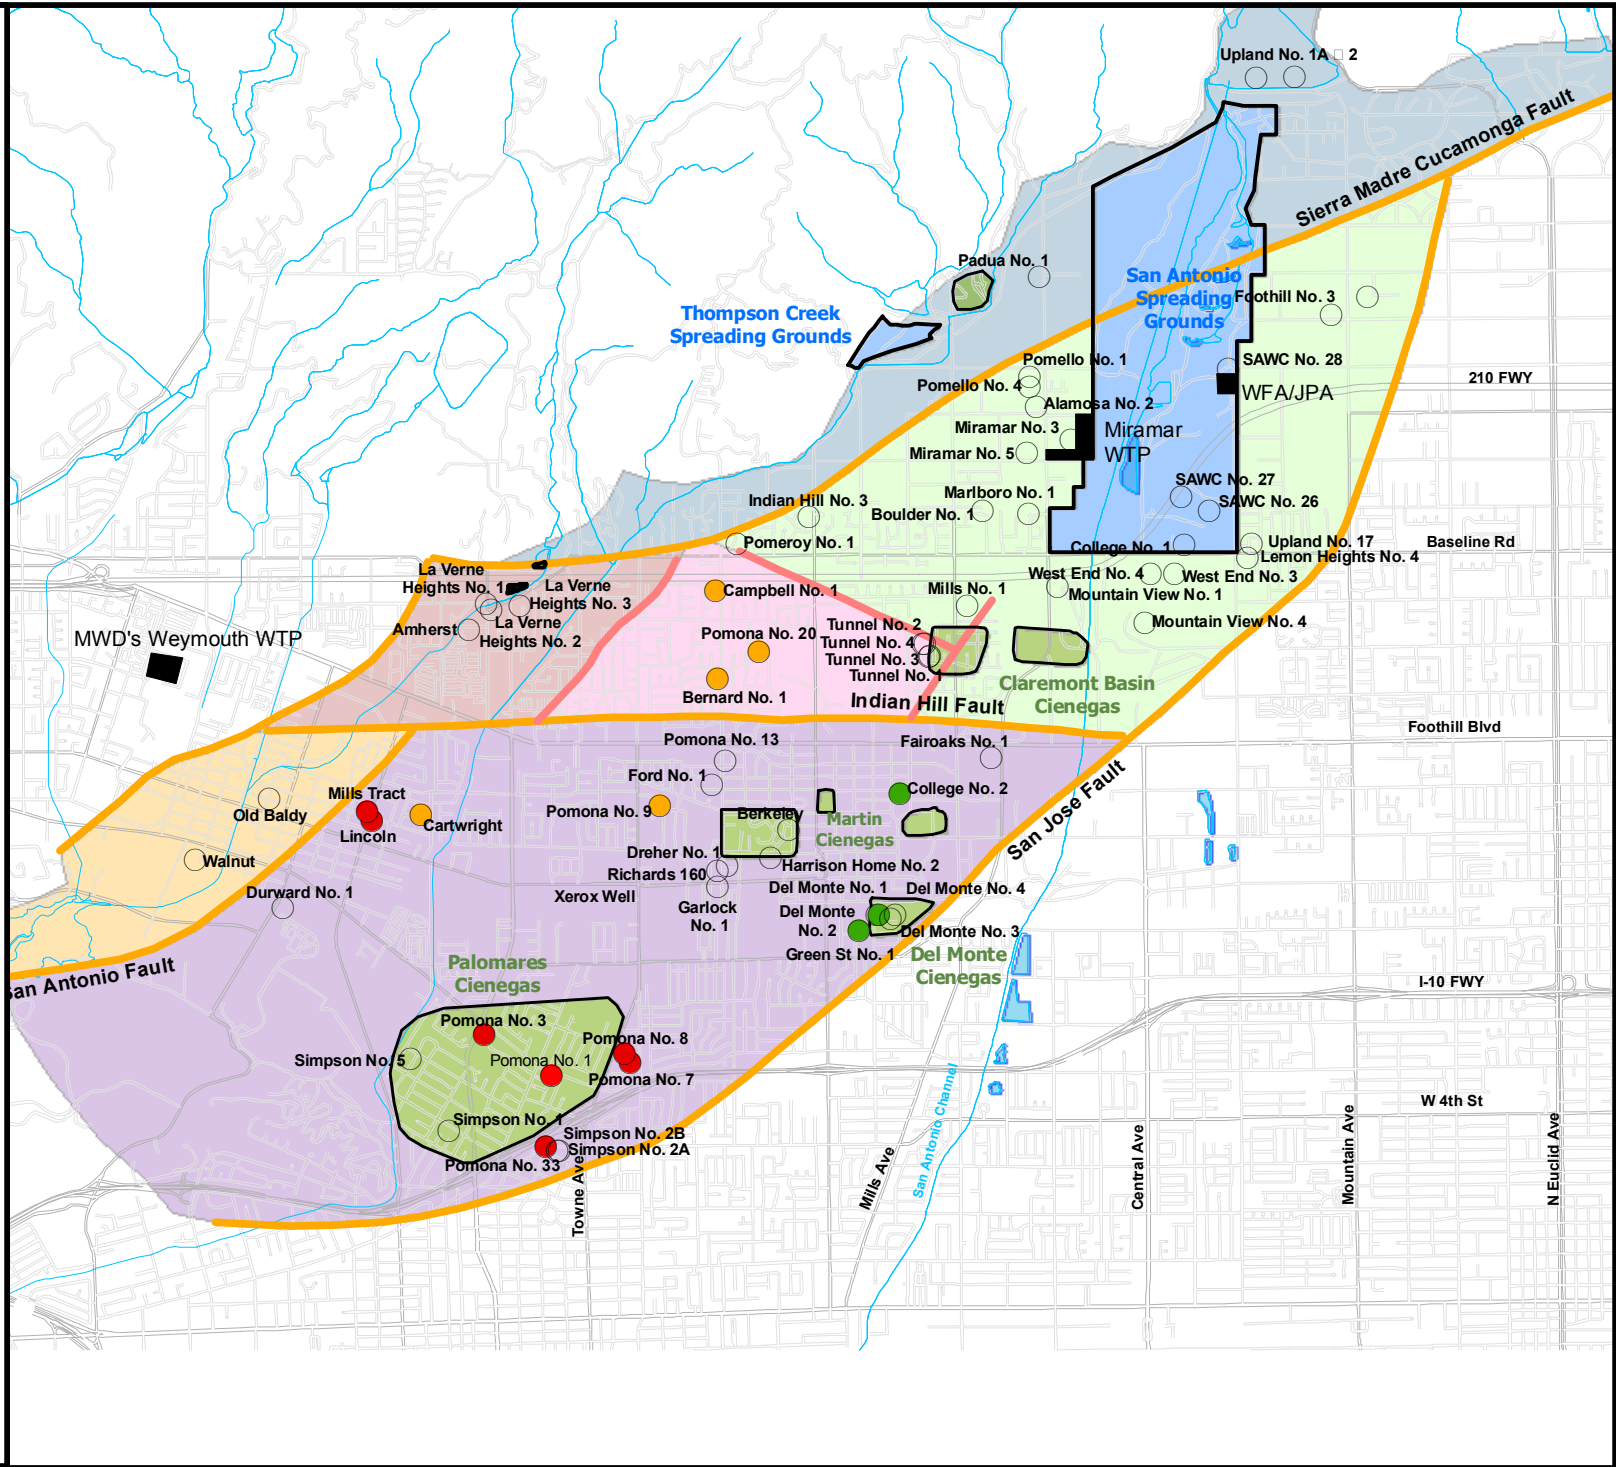 Upland No. 1A □ 2
Sierra Madre Cucamonga Fault
Padua No. 1
San Antonio
Spreading
Grounds
Foothill No. 3
Thompson Creek
Spreading Grounds
Pomello No. 1
SAWC No. 28
210 FWY
Pomello No. 4
WFA/JPA
Alamosa No. 2
Miramar No. 3
Miramar
WTP
Miramar No. 5
SAWC No. 27
Marlboro No. 1
Indian Hill No. 3
SAWC No. 26
Boulder No. 1
Pomeroy No. 1
College No. 1
Upland No. 17
Baseline Rd
Lemon Heights No. 4
La Verne
Heights No. 1
West End No. 4
West End No. 3
La Verne
Heights No. 3
Campbell No. 1
Mills No. 1
Mountain View No. 1
La Verne
Heights No. 2
Amherst
Mountain View No. 4
MWD's Weymouth WTP
Pomona No. 20
Tunnel No. 2
Tunnel No. 4
Tunnel No. 3
Tunnel No. 1
Bernard No. 1
Claremont Basin
Cienegas
Indian Hill Fault
Foothill Blvd
Pomona No. 13
Fairoaks No. 1
Ford No. 1
College No. 2
Mills Tract
Pomona No. 9
Berkeley
Old Baldy
Cartwright
Martin
Cienegas
San Jose Fault
Lincoln
Dreher No. 1
Walnut
Harrison Home No. 2
Richards 160
Durward No. 1
Xerox Well
Del Monte No. 1
Del Monte No. 4
Garlock
No. 1
Del Monte
No. 2
Del Monte No. 3
Green St No. 1
Del Monte
Cienegas
San Antonio Fault
Palomares
Cienegas
I-10 FWY
Pomona No. 3
Pomona No. 8
Simpson No. 5
Pomona No. 1
Pomona No. 7
W 4th St
Simpson No. 1
Simpson No. 2B
Simpson No. 2A
Pomona No. 33
Towne Ave
Mills Ave
San Antonio Channel
Central Ave
Mountain Ave
N Euclid Ave